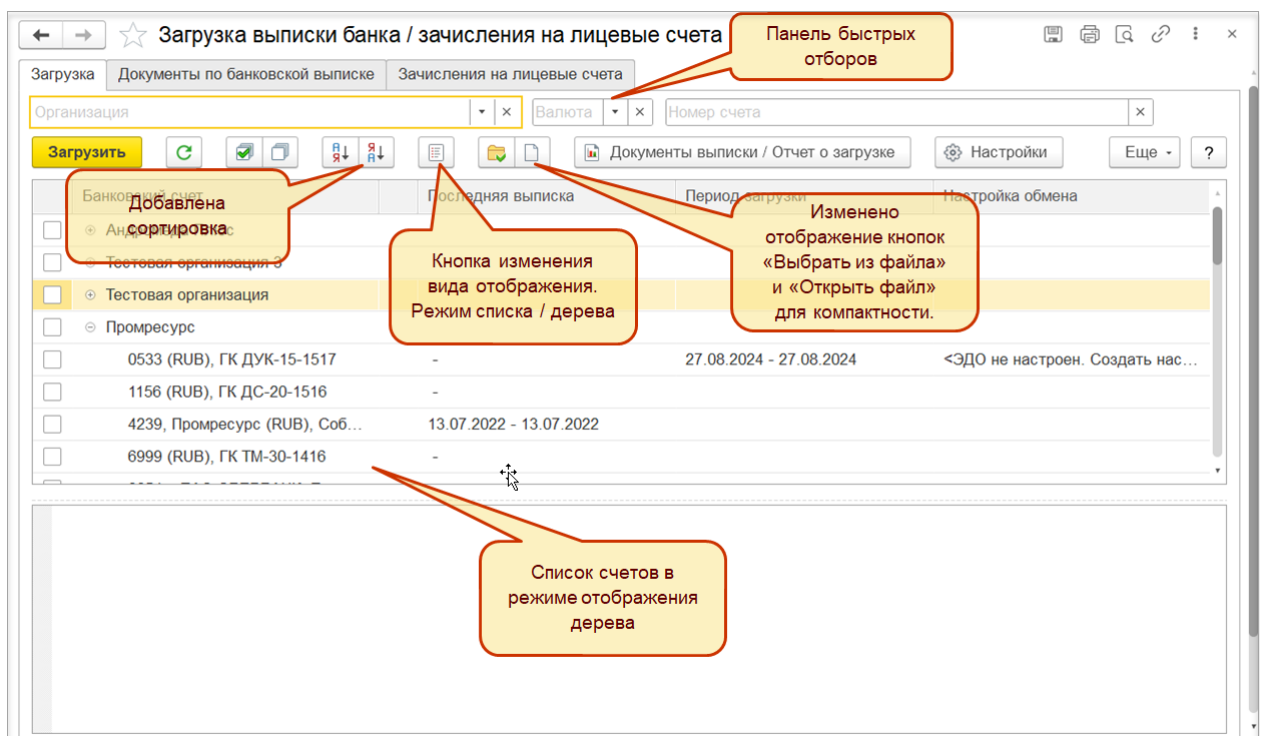 Загрузка выписки банка / зачисления на лицевые счета
Панель быстрых
отборов
Загрузка
Документы по банковской выписке
Зачисления на лицевые счета
Организация
Валюта
Номер счета
Загрузить
Документы выписки / Отчет о загрузке
Настройки
Еще
?
Банковский счет
Последняя выписка
Период загрузки
Настройка обмена
Добавлена
сортировка
Кнопка изменения
вида отображения.
Режим списка / дерева
Изменено
отображение кнопок
«Выбрать из файла»
и «Открыть файл»
для компактности.
Тестовая организация 3
Тестовая организация
Промресурс
0533 (RUB), ГК ДУК-15-1517
-
27.08.2024 - 27.08.2024
<ЭДО не настроен. Создать нас...
1156 (RUB), ГК ДС-20-1516
-
4239, Промресурс (RUB), Соб...
13.07.2022 - 13.07.2022
6999 (RUB), ГК ТМ-30-1416
-
Список счетов в
режиме отображения
дерева